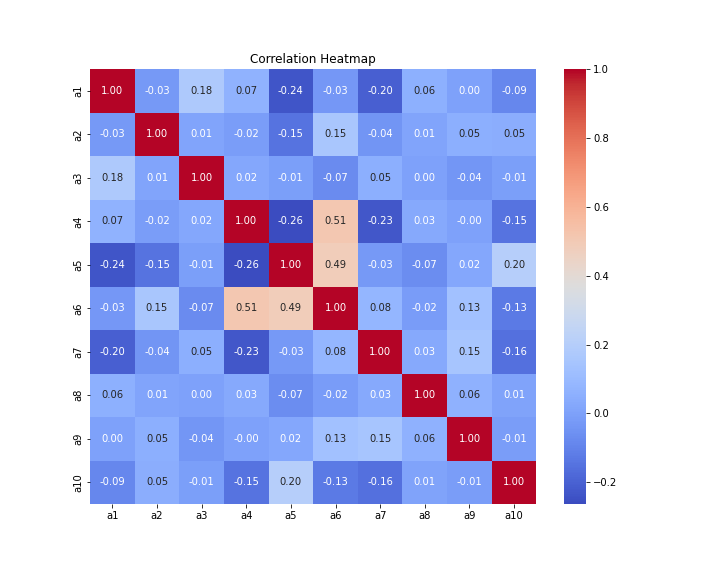 Correlation Heatmap
a1 1.00 -0.03 0.18 0.07 -0.24 -0.03 -0.20 0.06 0.00 -0.09
a2 -0.03 1.00 0.01 -0.02 -0.15 0.15 -0.04 0.01 0.05 0.05
a3 0.18 0.01 1.00 0.02 -0.01 -0.07 0.05 0.00 -0.04 -0.01
a4 0.07 -0.02 0.02 1.00 -0.26 0.51 -0.23 0.03 -0.00 -0.15
a5 -0.24 -0.15 -0.01 -0.26 1.00 0.49 -0.03 -0.07 0.02 0.20
a6 -0.03 0.15 -0.07 0.51 0.49 1.00 0.08 -0.02 0.13 -0.13
a7 -0.20 -0.04 0.05 -0.23 -0.03 0.08 1.00 0.03 0.15 -0.16
a8 0.06 0.01 0.00 0.03 -0.07 -0.02 0.03 1.00 0.06 0.01
a9 0.00 0.05 -0.04 -0.00 0.02 0.13 0.15 0.06 1.00 -0.01
a10 -0.09 0.05 -0.01 -0.15 0.20 -0.13 -0.16 0.01 -0.01 1.00
a1 a2 a3 a4 a5 a6 a7 a8 a9 a10
1.0
0.8
0.6
0.4
0.2
0.0
−0.2